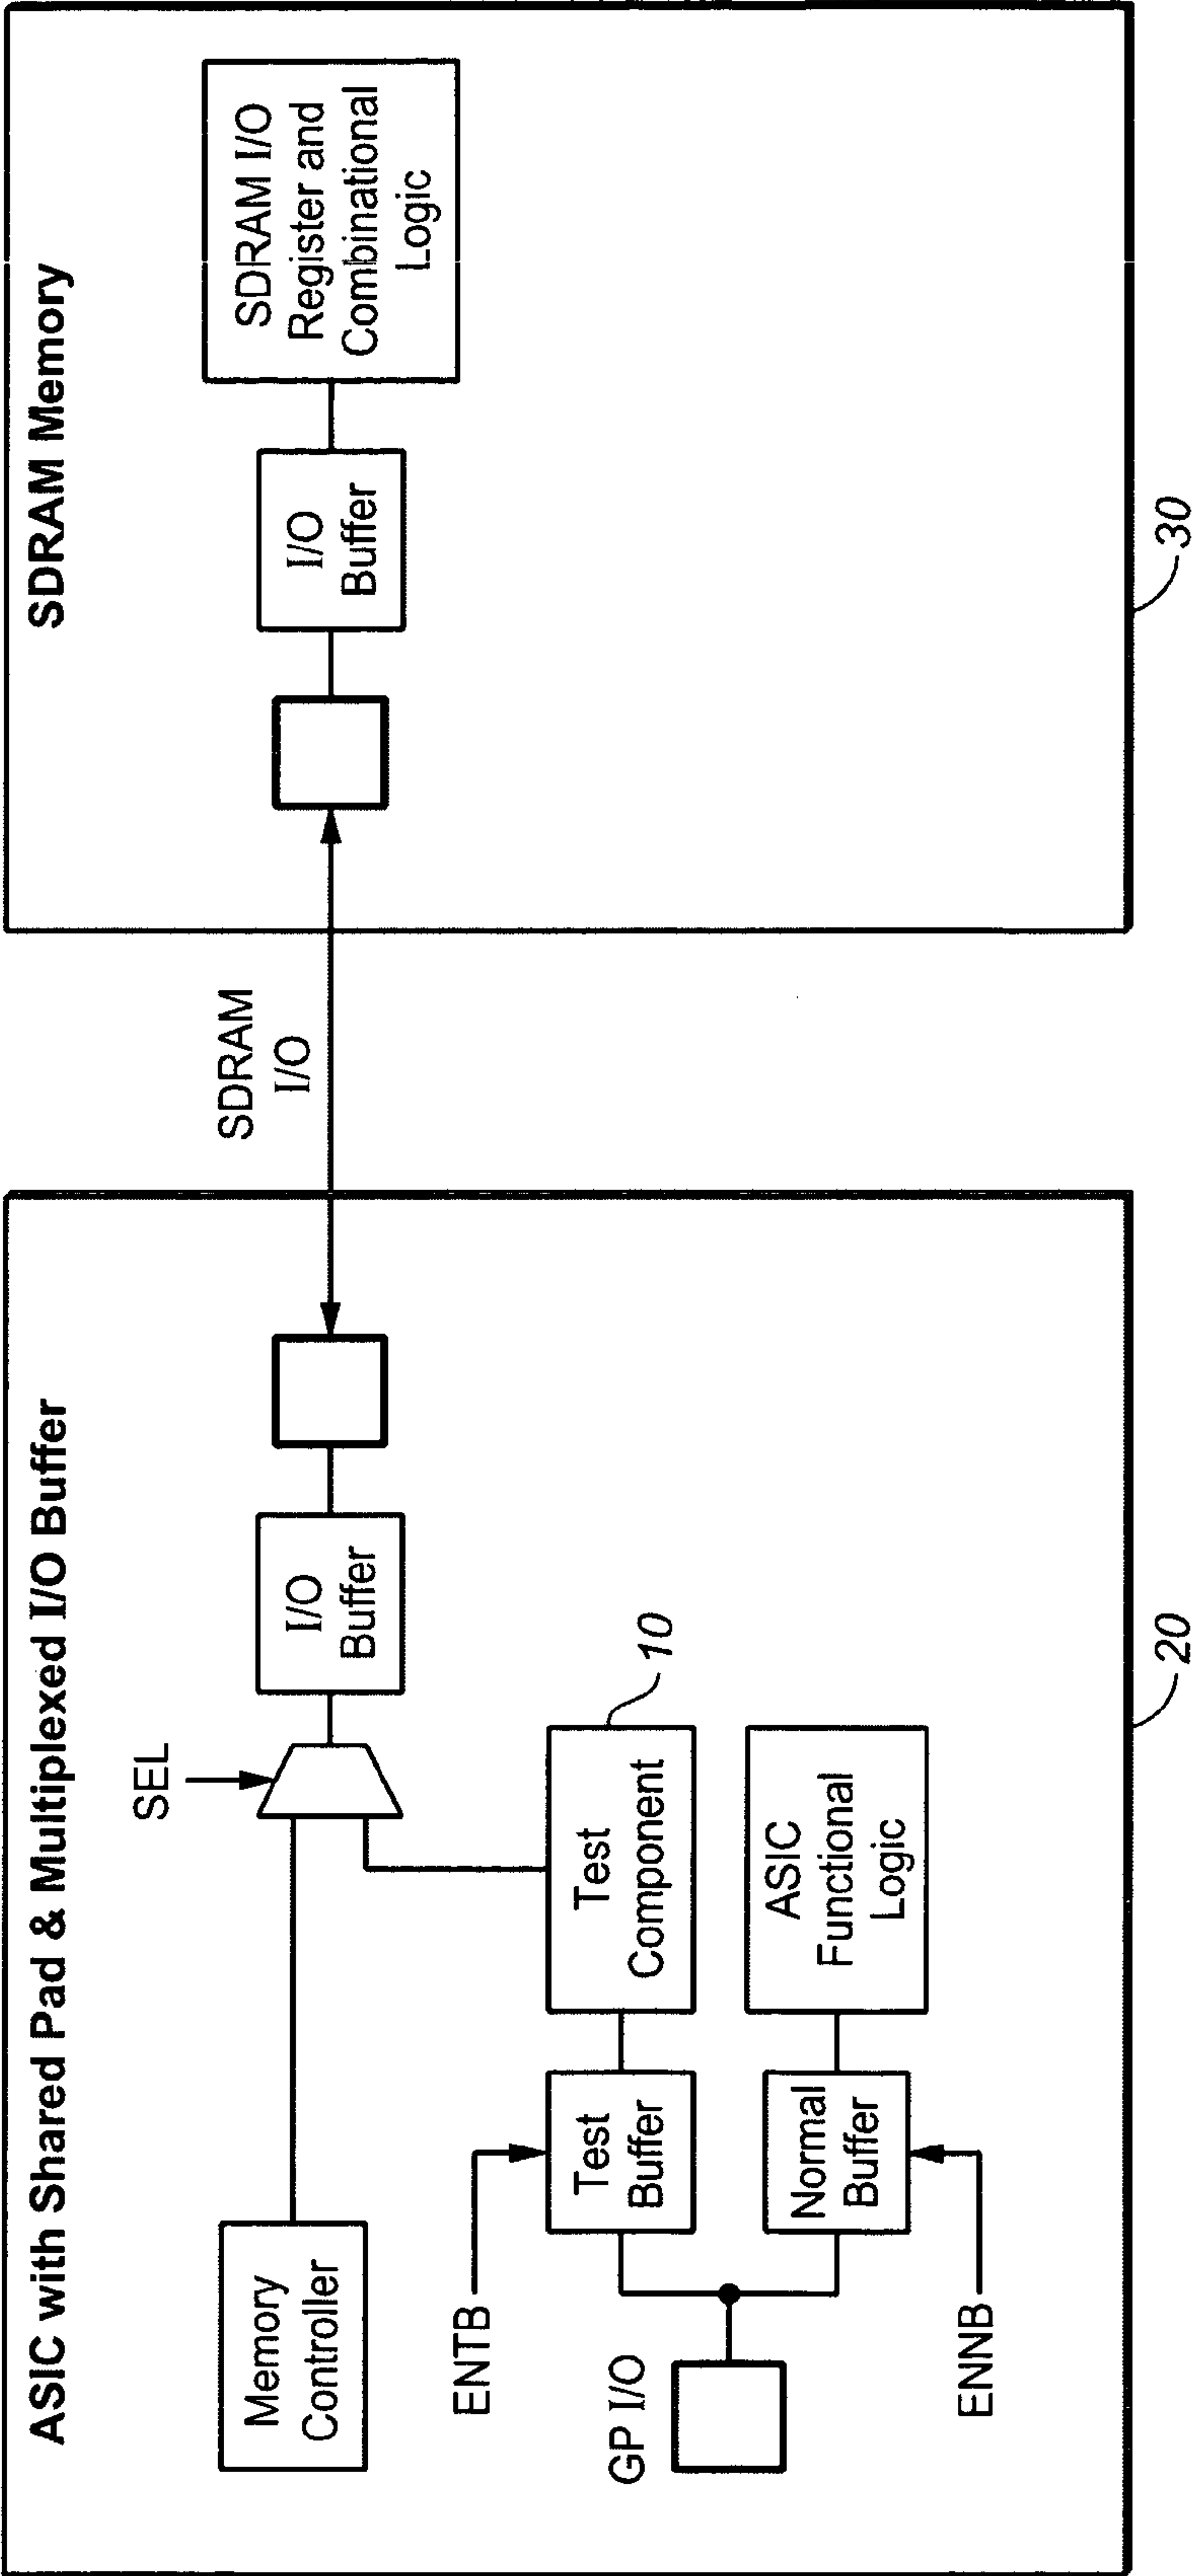 ASIC with Shared Pad & Multiplexed I/O Buffer
Memory
Controller
SEL
I/O
Buffer
ENTB
Test
Buffer
Test
Component
10
GP I/O
Normal
Buffer
ASIC
Functional
Logic
ENNB
20
SDRAM
I/O
SDRAM Memory
I/O
Buffer
SDRAM I/O
Register and
Combinational
Logic
30